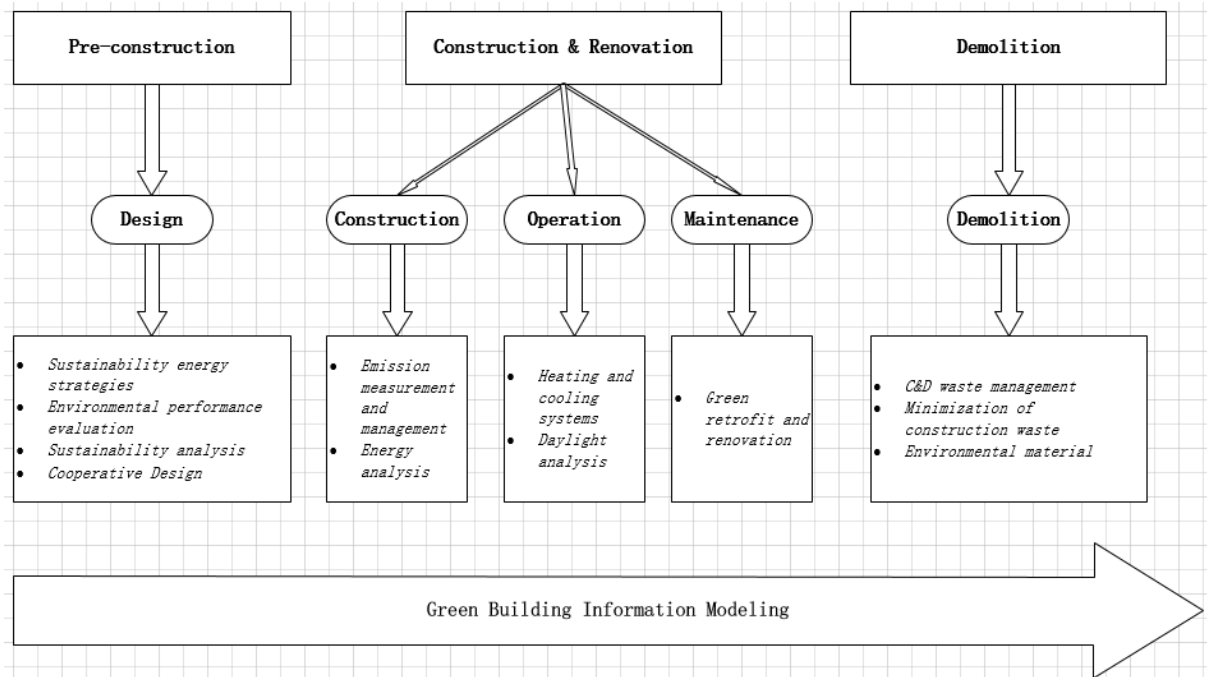 Pre-construction
Construction & Renovation
Demolition
Design
Construction
Operation
Maintenance
Demolition
• Sustainability energy
strategies
• Environmental performance
evaluation
• Sustainability analysis
• Cooperative Design
• Emission
measurement
and
management
• Energy
analysis
• Heating and
cooling
systems
• Daylight
analysis
• Green
retrofit and
renovation
• C&D waste management
• Minimization of
construction waste
• Environmental material
Green Building Information Modeling